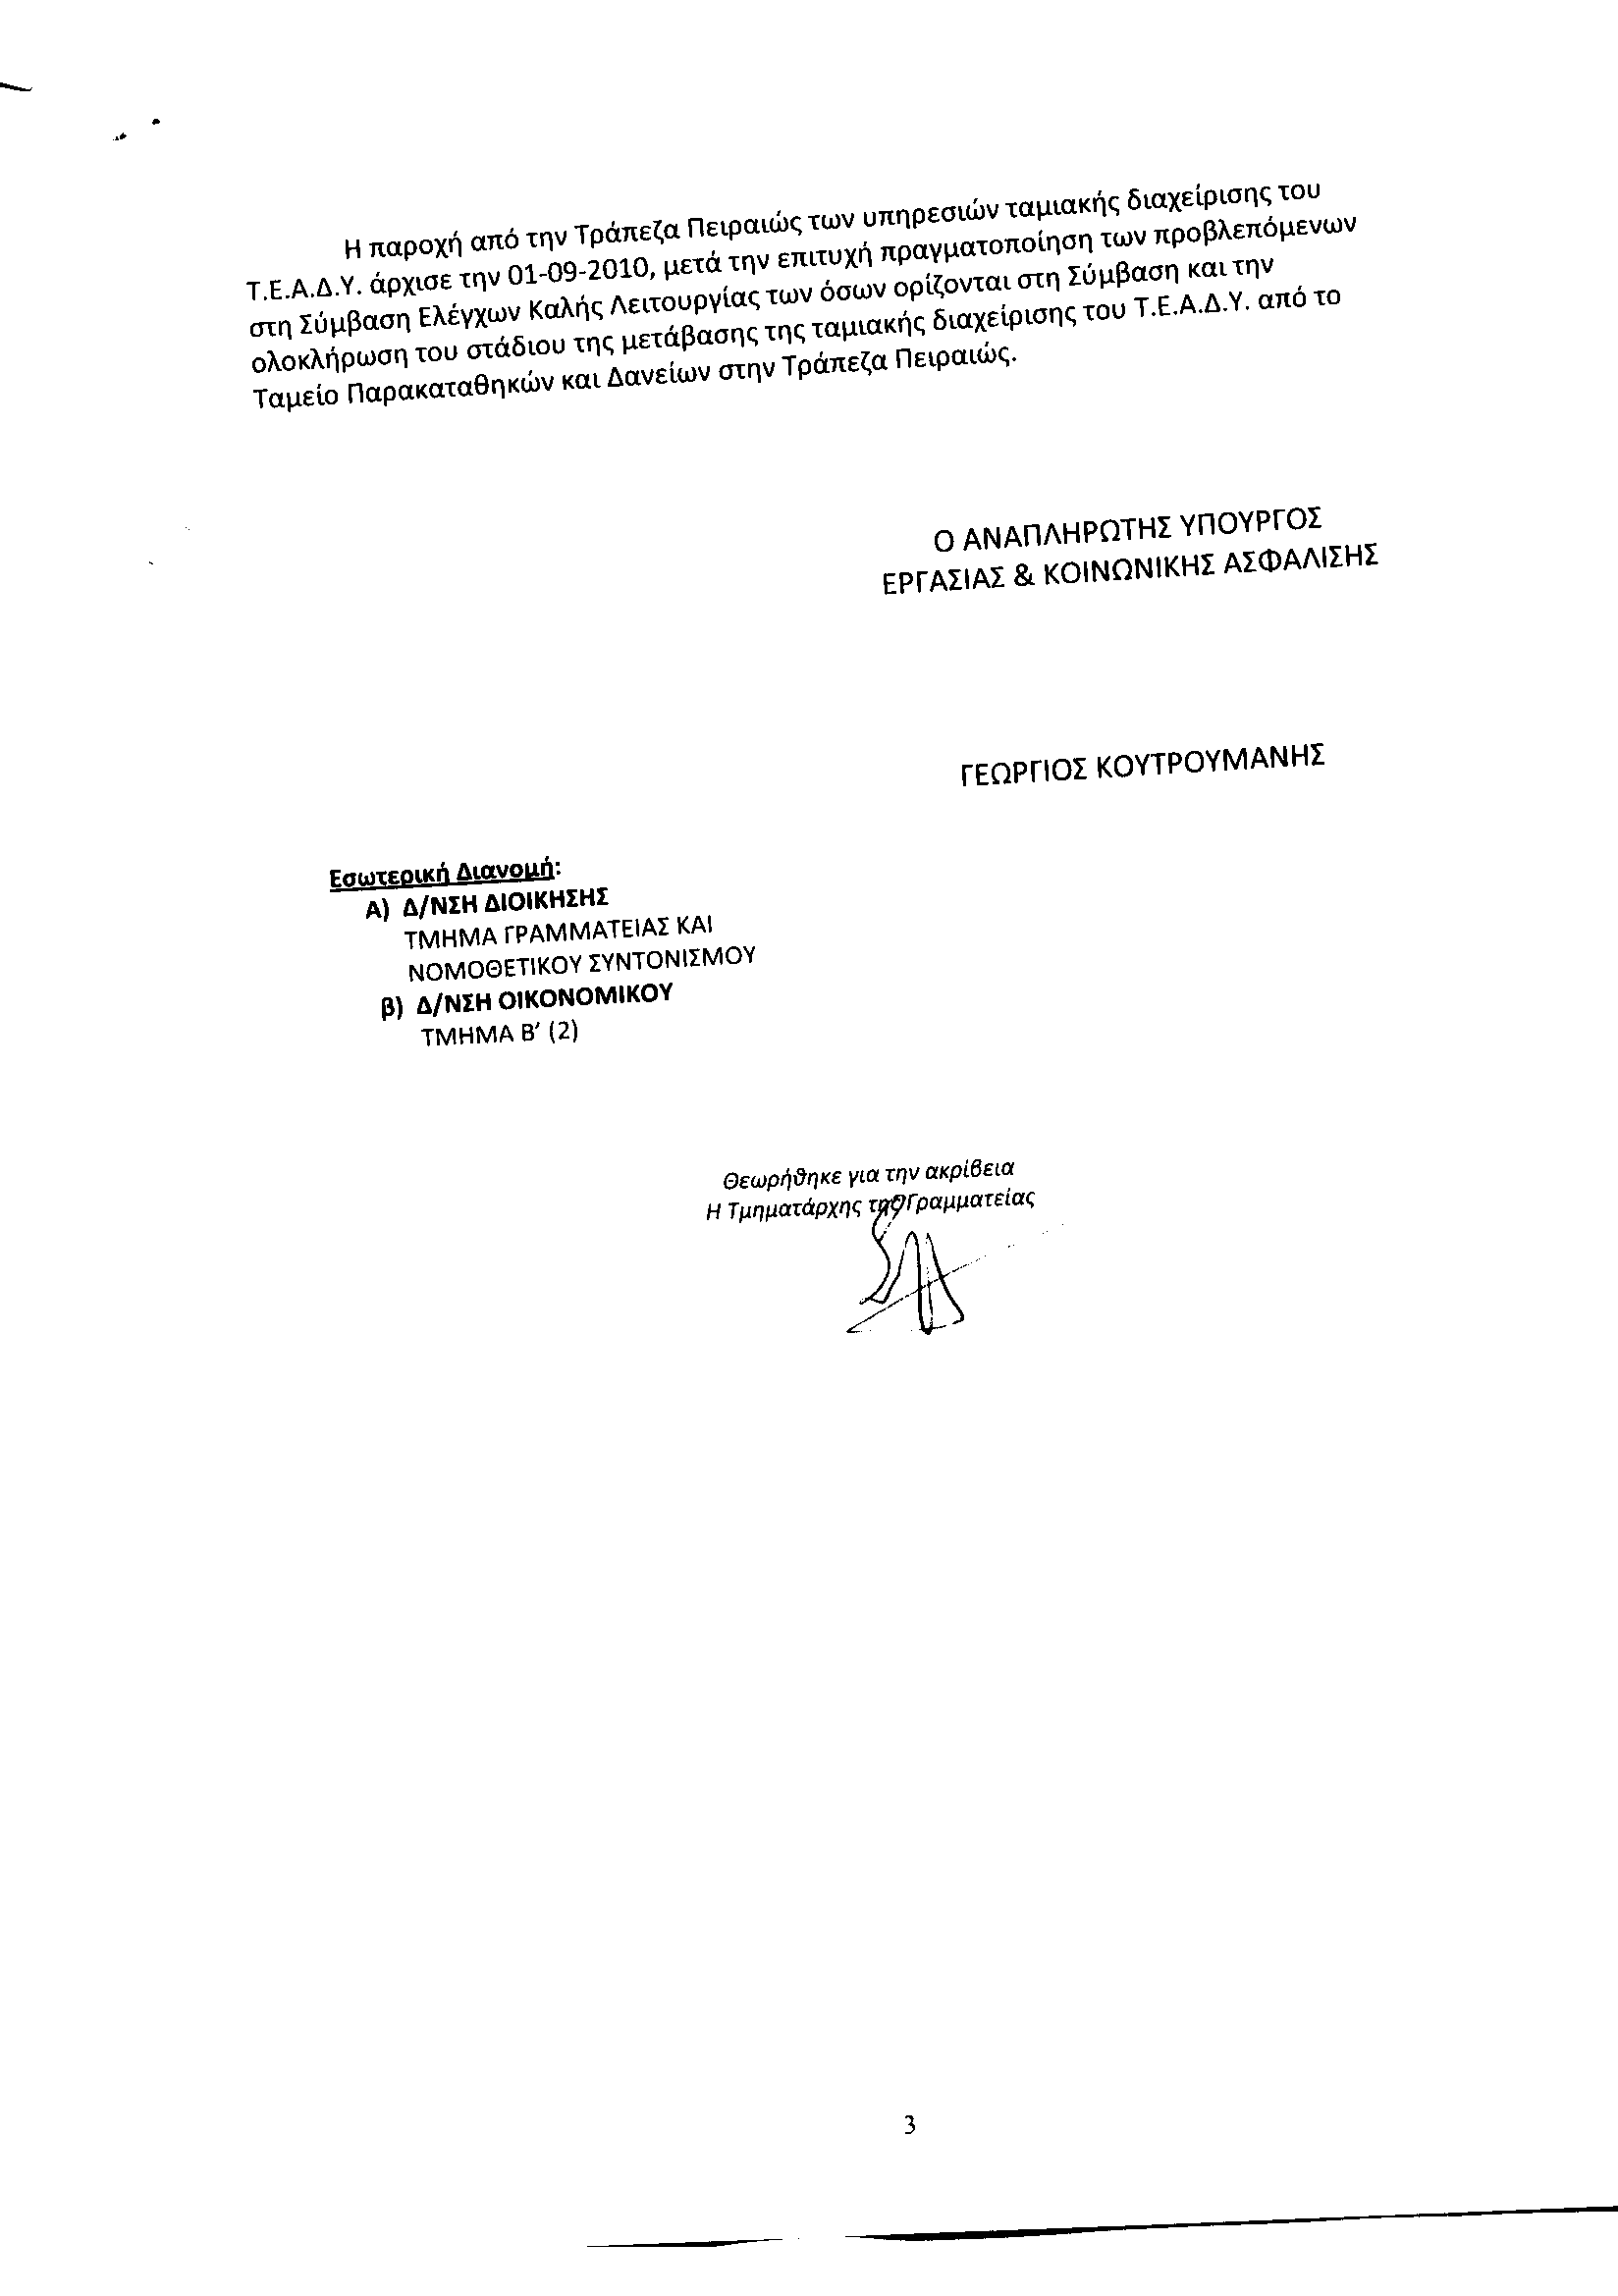 Η παροχή από την Τράπεζα Πειραιώς των υπηρεσιών ταμιακής διαχείρισης του
Τ.Ε.Α.Δ.Υ. άρχισε την 01-09-2010, μετά την επιτυχή πραγματοποίηση των προβλεπόμενων
στη Σύμβαση Ελέγχων Καλής Λειτουργίας των όσων ορίζονται στη Σύμβαση και την
ολοκλήρωση του στάδιου της μετάβασης της ταμιακής διαχείρισης του Τ.Ε.Α.Δ.Υ. από το
Ταμείο Παρακαταθηκών και Δανείων στην Τράπεζα Πειραιώς.
Ο ΑΝΑΠΛΗΡΩΤΗΣ ΥΠΟΥΡΓΟΣ
ΕΡΓΑΣΙΑΣ & ΚΟΙΝΩΝΙΚΗΣ ΑΣΦΑΛΙΣΗΣ
ΓΕΩΡΓΙΟΣ ΚΟΥΤΡΟΥΜΑΝΗΣ
Εσωτερική Διανομή:
Α) Δ/ΝΣΗ ΔΙΟΙΚΗΣΗΣ
ΤΜΗΜΑ ΓΡΑΜΜΑΤΕΙΑΣ ΚΑΙ
ΝΟΜΟΘΕΤΙΚΟΥ ΣΥΝΤΟΝΙΣΜΟΥ
β) Δ/ΝΣΗ ΟΙΚΟΝΟΜΙΚΟΥ
ΤΜΗΜΑ Β’ (2)
Θεωρήθηκε για την ακρίβεια
Η Τμηματάρχης της Γραμματείας
3